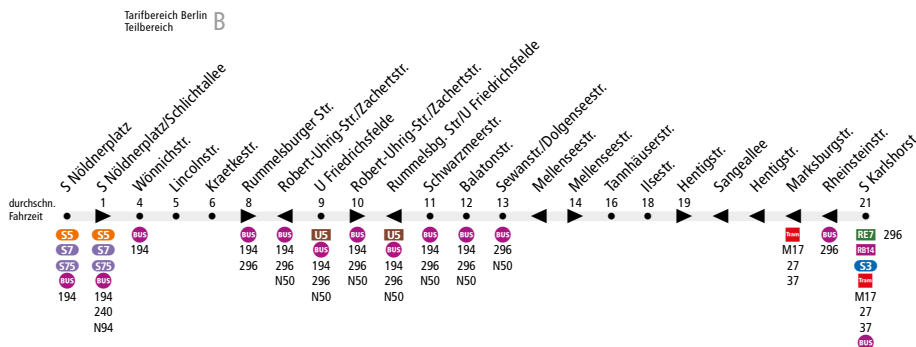 Tarifbereich Berlin
Teilbereich
B
S Nöldnerplatz
S Nöldnerplatz/Schlichtallee
Wönnichstr.
Lincolnstr.
Kraetkestr.
Rummelsburger Str.
Robert-Uhrig-Str./Zachertstr.
U Friedrichsfelde
Robert-Uhrig-Str./Zachertstr.
Rummelsbg. Str/U Friedrichsfelde
Schwarzmeerstr.
Balatonstr.
Sewanstr./Dolgenseestr.
Mellenseestr.
Mellenseestr.
Tannhäuserstr.
Ilsestr.
Hentigstr.
Sangeallee
Hentigstr.
Marksburgstr.
Rheinsteinstr.
S Karlshorst
durchschn. 1 4 5 6 8 9 10 11 12 13 14 16 18 19 21
Fahrzeit
S5 S5 BUS BUS BUS U5 BUS U5 BUS BUS BUS Tram BUS RE7 296
S7 S7 194 194 194 BUS 194 BUS 194 194 296 M17 296 RB14
S75 S75 296 296 194 296 194 296 296 N50 27 S3
BUS BUS N50 296 N50 296 N50 N50 37 Tram
194 194 N50 N50 M17
240 27
N94 37
BUS